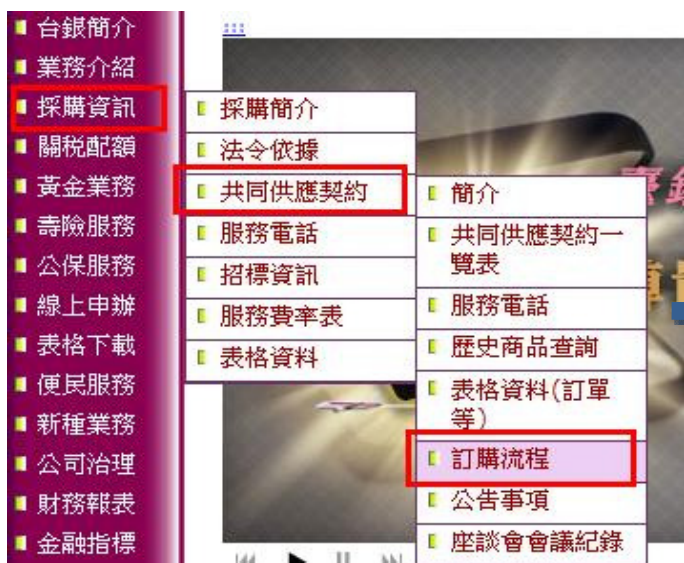 台銀簡介
業務介紹
採購資訊
關稅配額
黃金業務
壽險服務
公保服務
線上申辦
表格下載
便民服務
新種業務
公司治理
財務報表
金融指標
採購簡介
法令依據
共同供應契約
服務電話
招標資訊
服務費率表
表格資料
簡介
共同供應契約一
覽表
服務電話
歷史商品查詢
表格資料(訂單
等)
訂購流程
公告事項
座談會會議紀錄